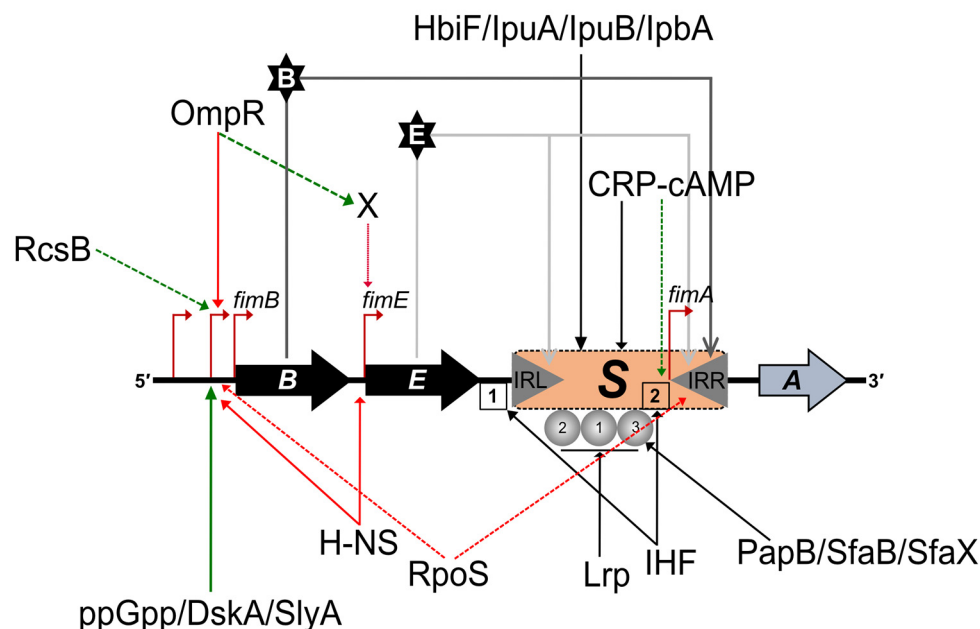 HbiF/IpuA/IpuB/IpbA
B
OmpR
E
CRP-cAMP
X
RcsB
fimB
fimE
fimA
5′
B
E
IRL
S
IRR
A
3′
1
2
2
1
3
H-NS
RpoS
Lrp
IHF
PapB/SfaB/SfaX
ppGpp/DskA/SlyA